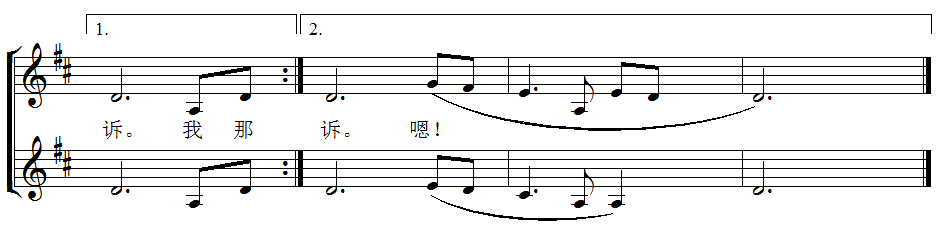 1. 2.
诉。 我 那 诉。 嗯！